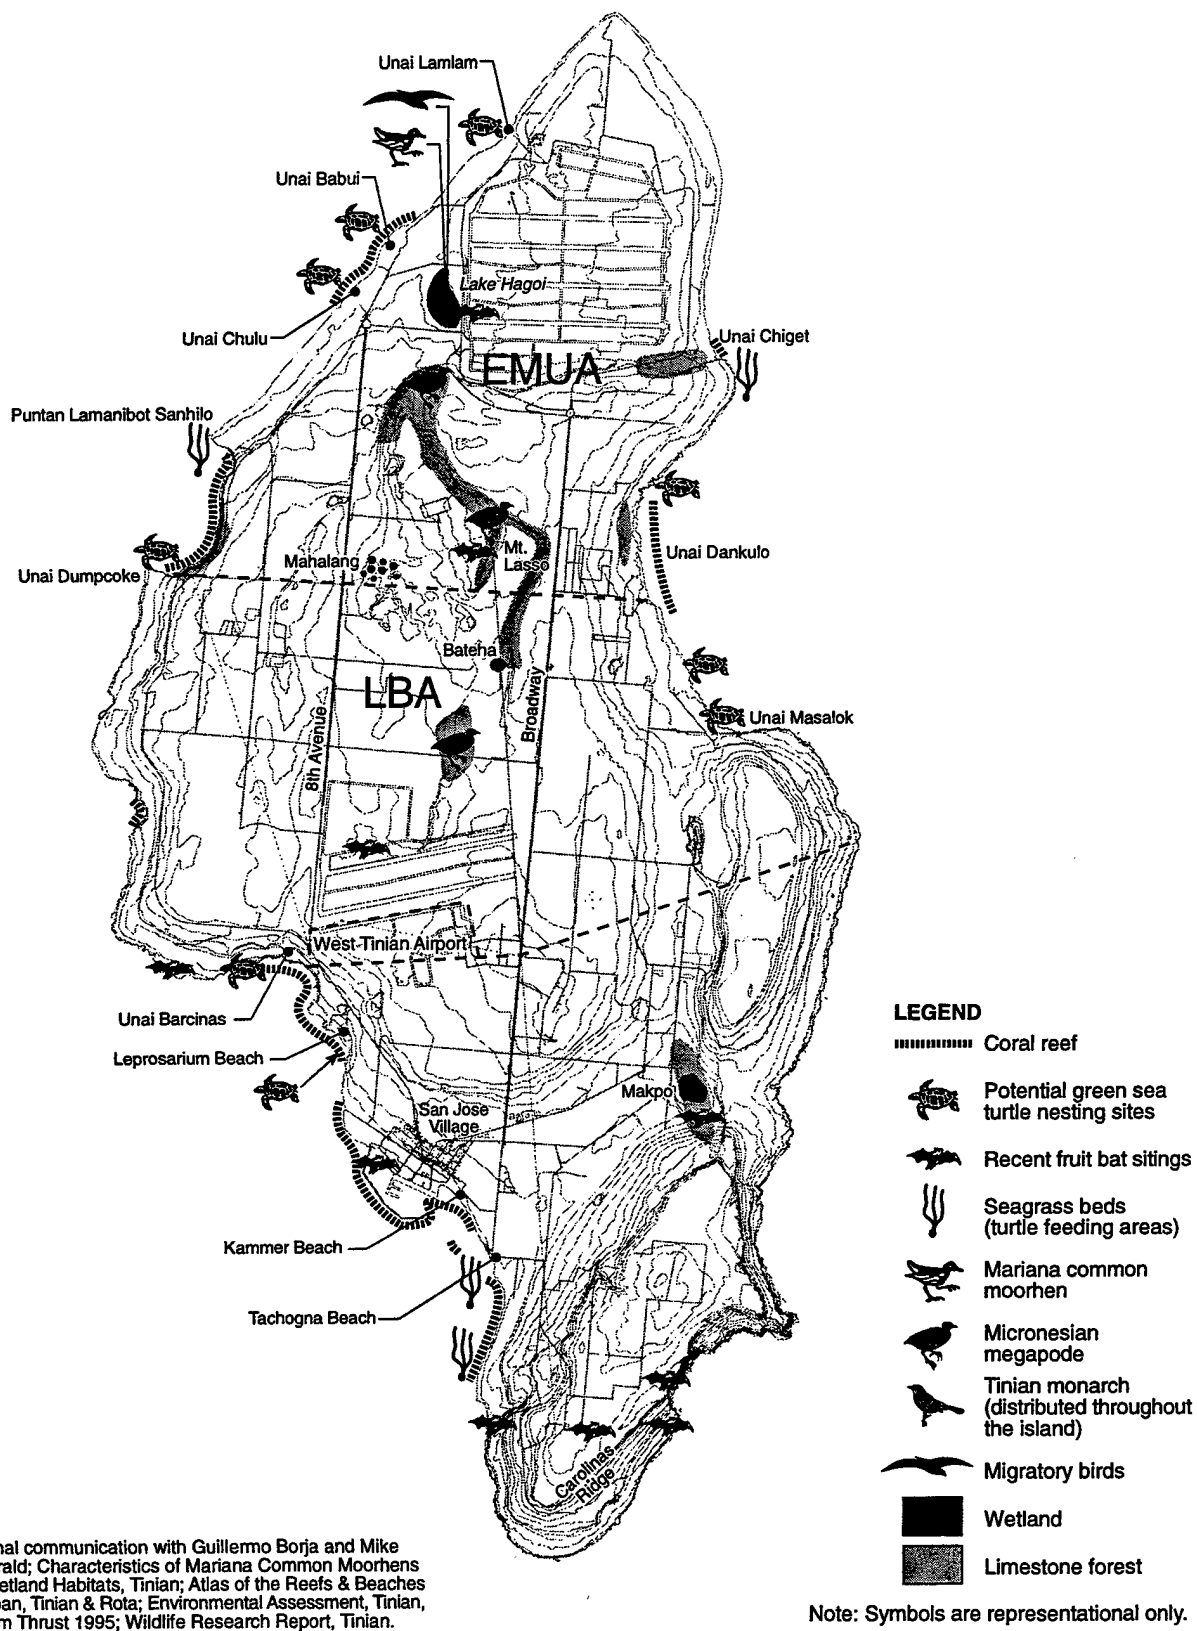 Unai Lamlam
Unai Babui
Lake Hagoi
Unai Chulu
Unai Chiget
EMUA
Puntan Lamanibot Sanhilo
Mt.
Lasso
Unai Dankulo
Mahalang
Unai Dumpcoke
Bateha
LBA
Broadway
Unai Masalok
8th Avenue
West Tinian Airport
Unai Barcinas
Leprosarium Beach
Makpo
San Jose
Village
Kammer Beach
Tachogna Beach
Carolinas
Ridge
LEGEND
Coral reef
Potential green sea
turtle nesting sites
Recent fruit bat sitings
Seagrass beds
(turtle feeding areas)
Mariana common
moorhen
Micronesian
megapode
Tinian monarch
(distributed throughout
the island)
Migratory birds
Wetland
Limestone forest
Note: Symbols are representational only.
nal communication with Guillermo Borja and Mike
rald; Characteristics of Mariana Common Moorhens
etland Habitats, Tinian; Atlas of the Reefs & Beaches
an, Tinian & Rota; Environmental Assessment, Tinian,
m Thrust 1995; Wildlife Research Report, Tinian.